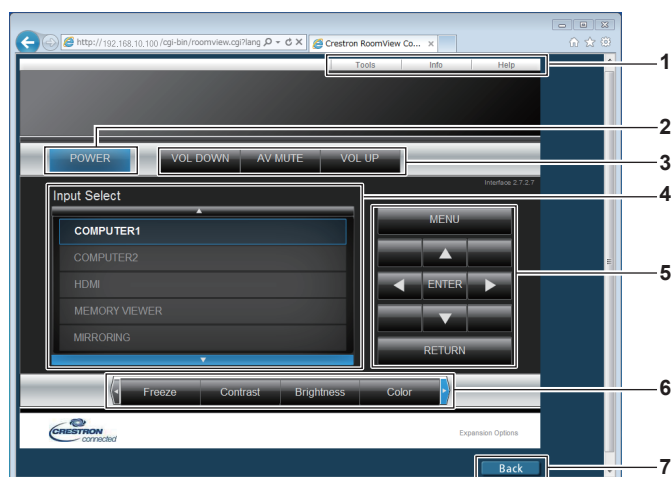 http://192.168.10.100/cgi-bin/roomview.cgi?lang
Crestron RoomView Co... ×
Tools Info Help
1
2
POWER VOL DOWN AV MUTE VOL UP
3
Interface 2.7.2.7
4
Input Select
MENU
COMPUTER1
COMPUTER2
5
HDMI
ENTER
MEMORY VIEWER
MIRRORING
RETURN
Freeze Contrast Brightness Color
6
CRESTRON
connected
Expansion Options
Back
7